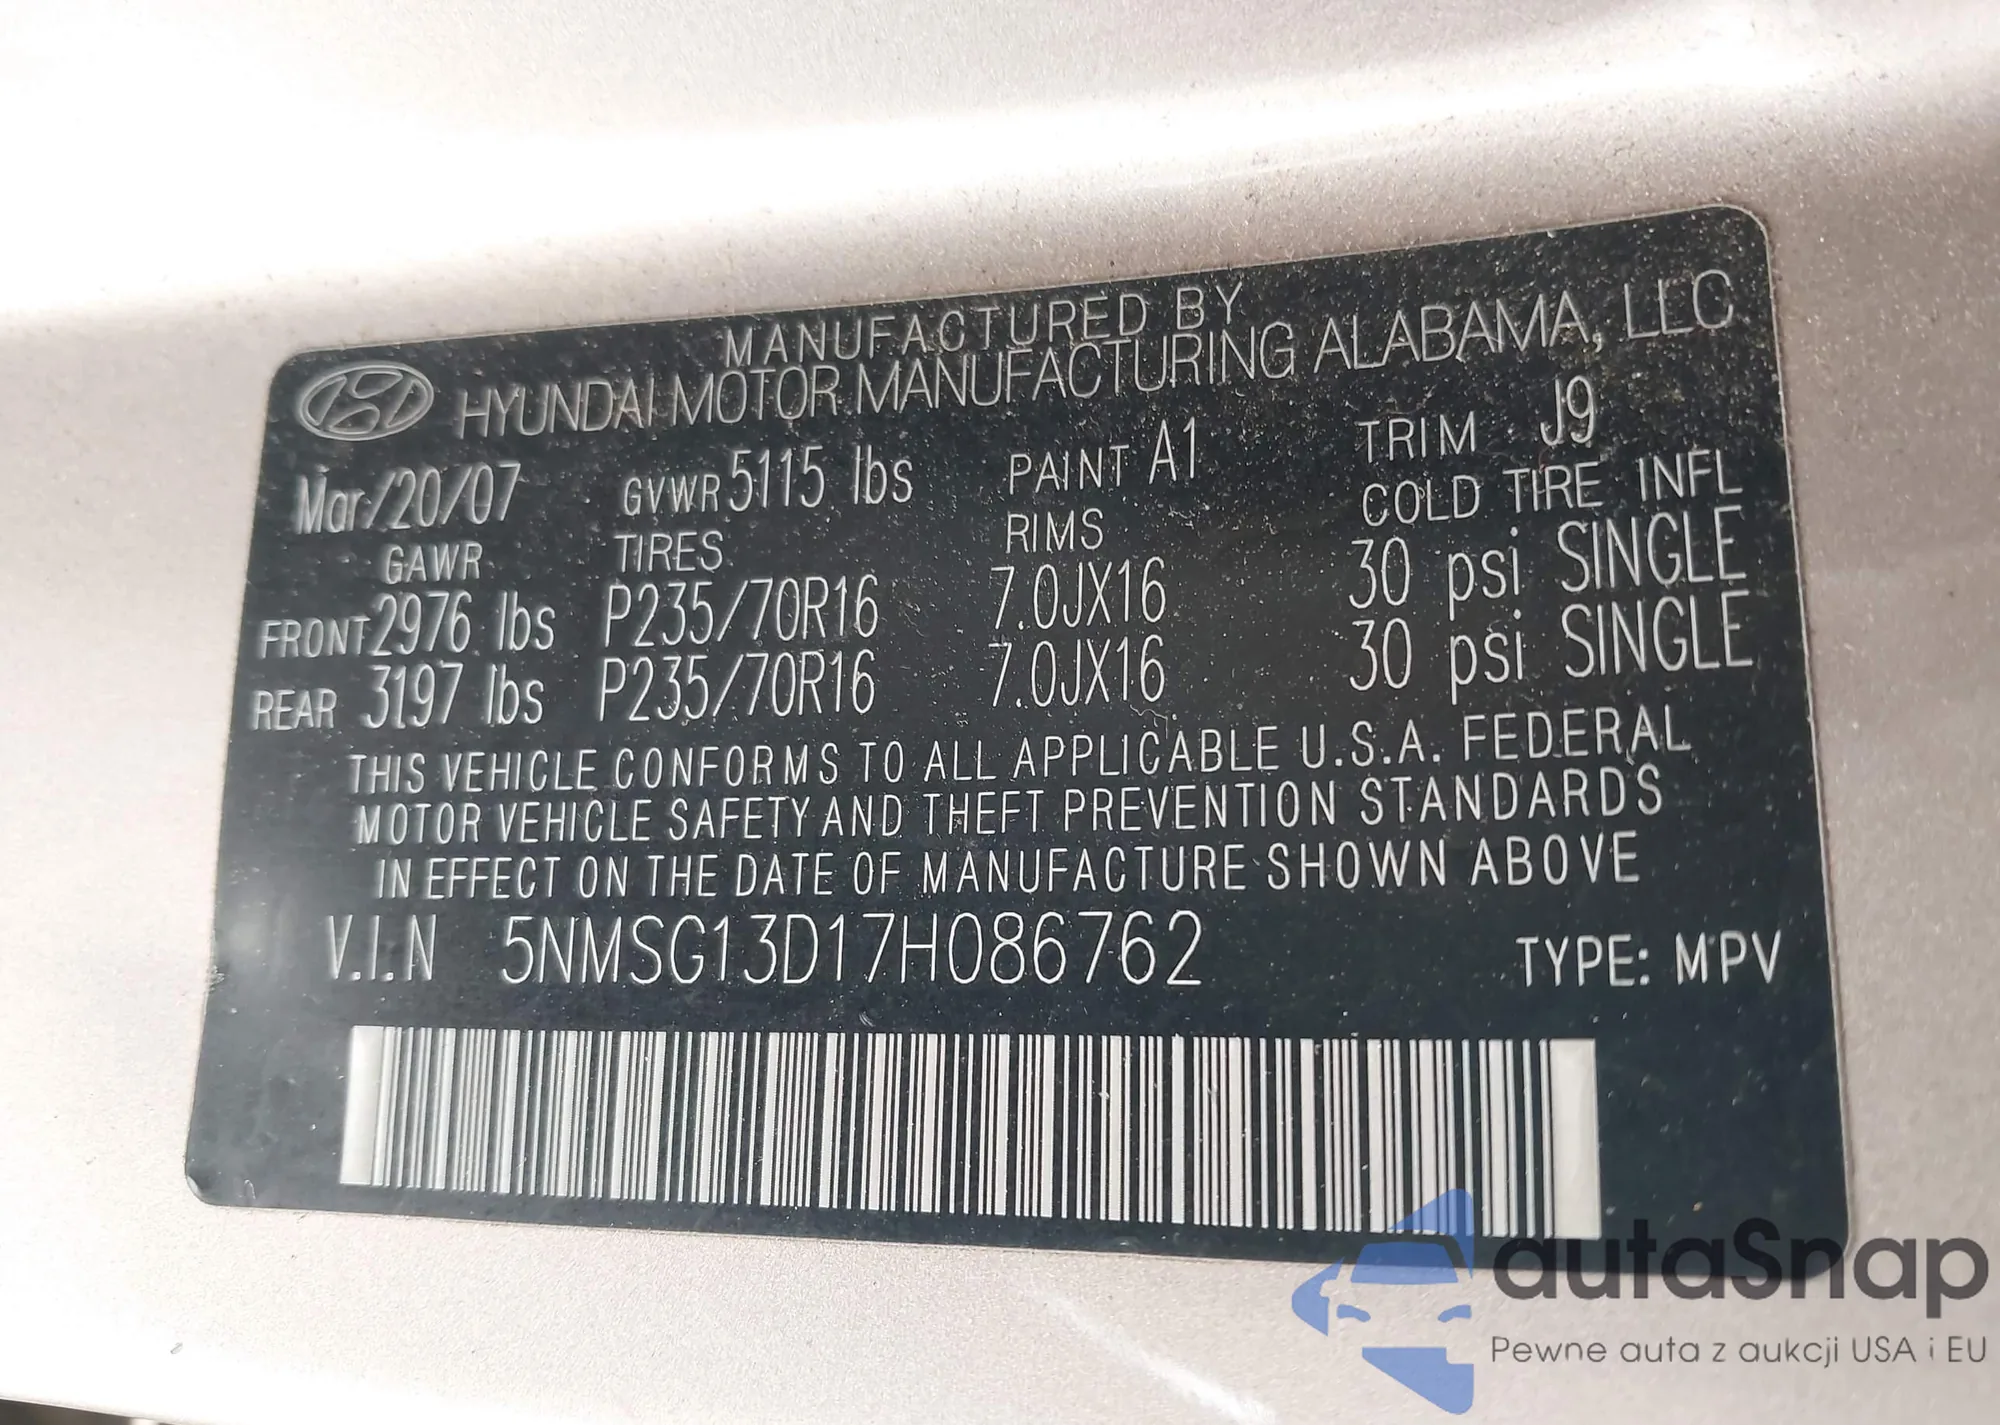 MANUFACTURED BY
HYUNDAI MOTOR MANUFACTURING ALABAMA, LLC
Mar/20/07 GVWR 5115 lbs PAINT A1 TRIM J9
GAWR TIRES RIMS COLD TIRE INFL
FRONT 2976 lbs P235/70R16 7.0JX16 30 psi SINGLE
REAR 3197 lbs P235/70R16 7.0JX16 30 psi SINGLE
THIS VEHICLE CONFORMS TO ALL APPLICABLE U.S.A. FEDERAL
MOTOR VEHICLE SAFETY AND THEFT PREVENTION STANDARDS
IN EFFECT ON THE DATE OF MANUFACTURE SHOWN ABOVE
V.I.N 5NMSG13D17H086762 TYPE: MPV
autaSnap
Pewne auta z aukcji USA i EU